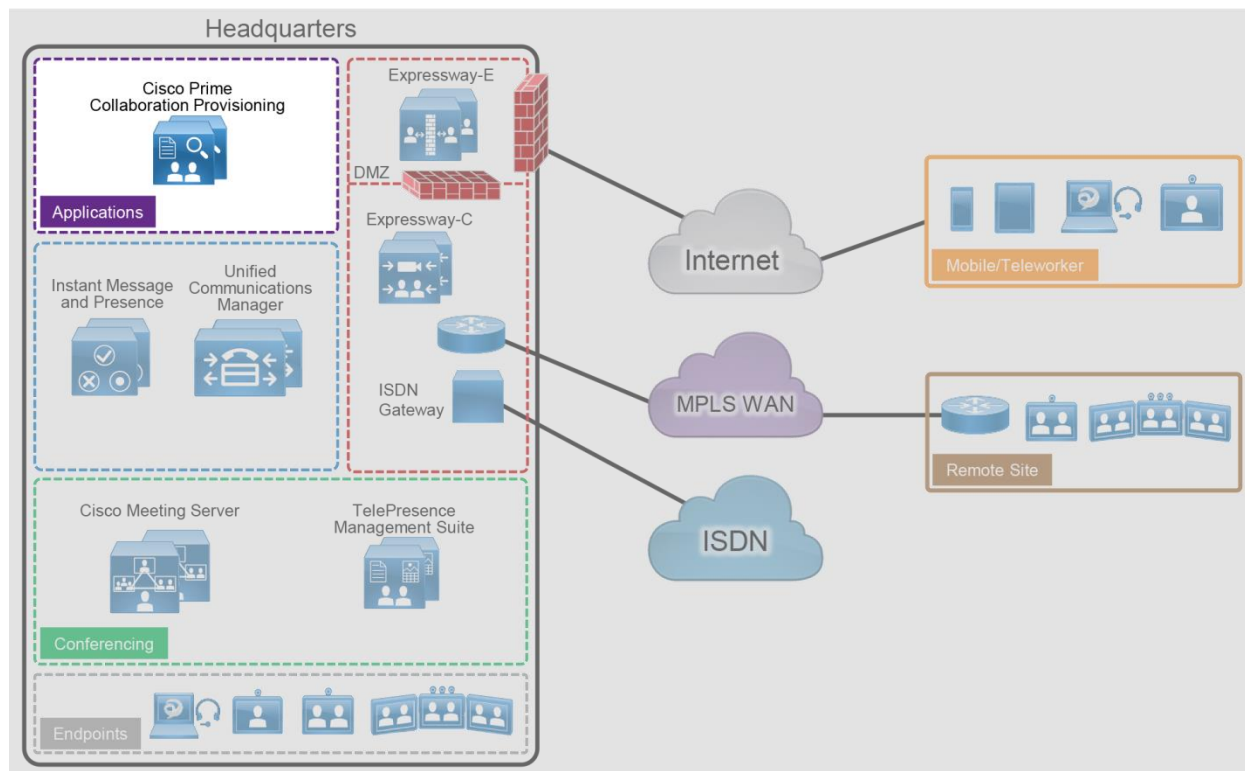 Headquarters
Cisco Prime
Collaboration Provisioning
Applications
Expressway-E
DMZ
Expressway-C
Instant Message
and Presence
Unified
Communications
Manager
ISDN
Gateway
Cisco Meeting Server
TelePresence
Management Suite
Conferencing
Endpoints
Internet
MPLS WAN
ISDN
Mobile/Teleworker
Remote Site